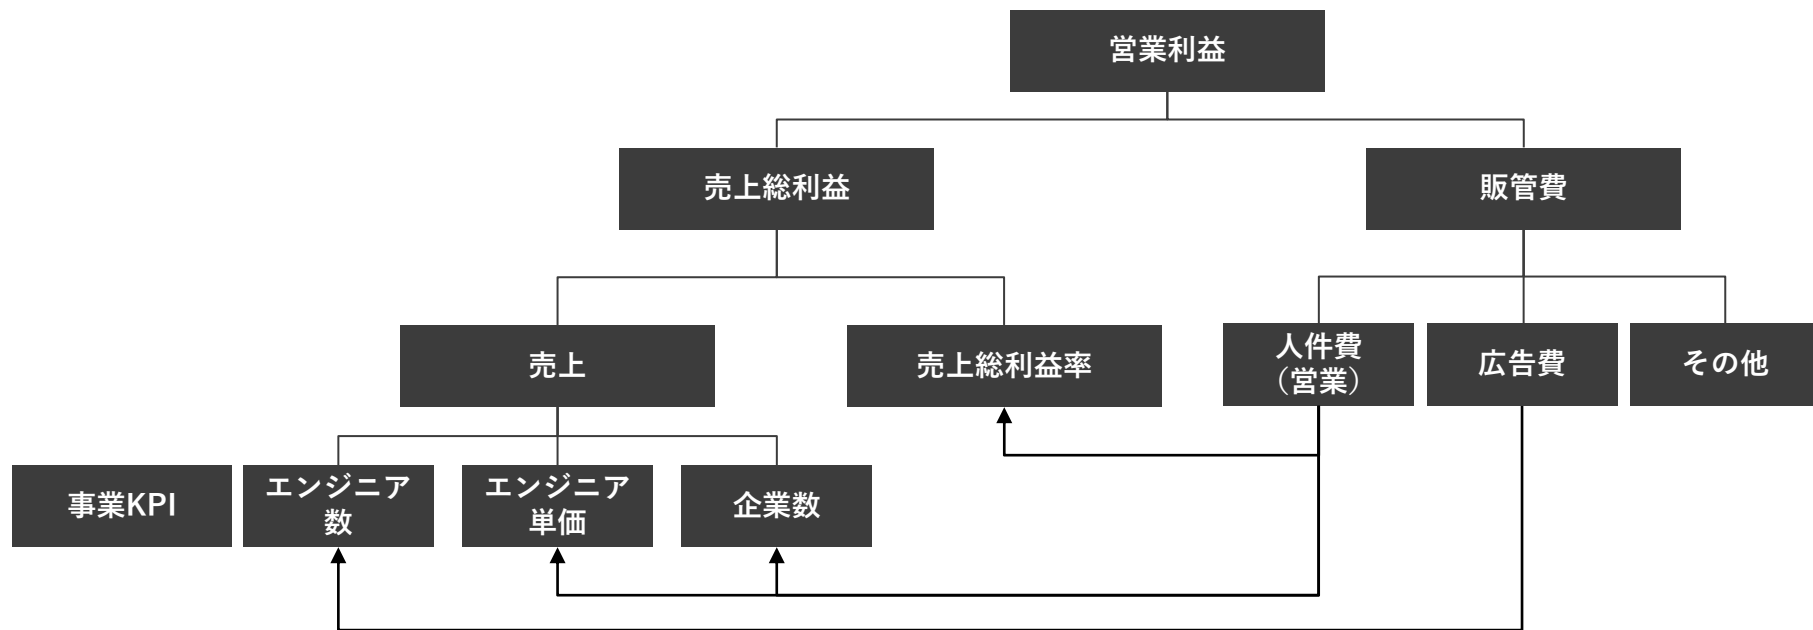 営業利益
売上総利益
販管費
売上
売上総利益率
人件費
（営業）
広告費
その他
事業KPI
エンジニア
数
エンジニア
単価
企業数